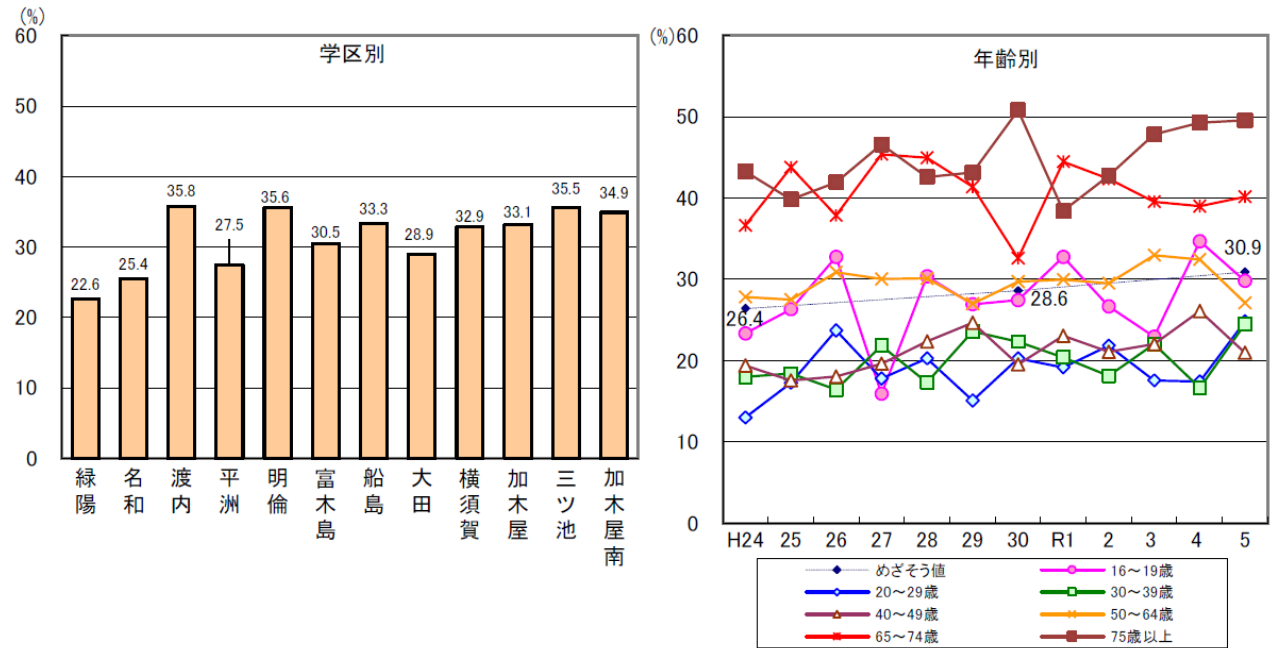 (%)
60
50
40
30
20
10
0
学区別
22.6
25.4
35.8
27.5
35.6
30.5
33.3
28.9
32.9
33.1
35.5
34.9
緑陽
名和
渡内
平洲
明倫
富木島
船島
大田
横須賀
加木屋
三ツ池
加木屋南
(%)
60
50
40
30
20
10
0
年齢別
26.4
28.6
30.9
H24 25 26 27 28 29 30 R1 2 3 4 5
めざそう値 16～19歳
20～29歳 30～39歳
40～49歳 50～64歳
65～74歳 75歳以上